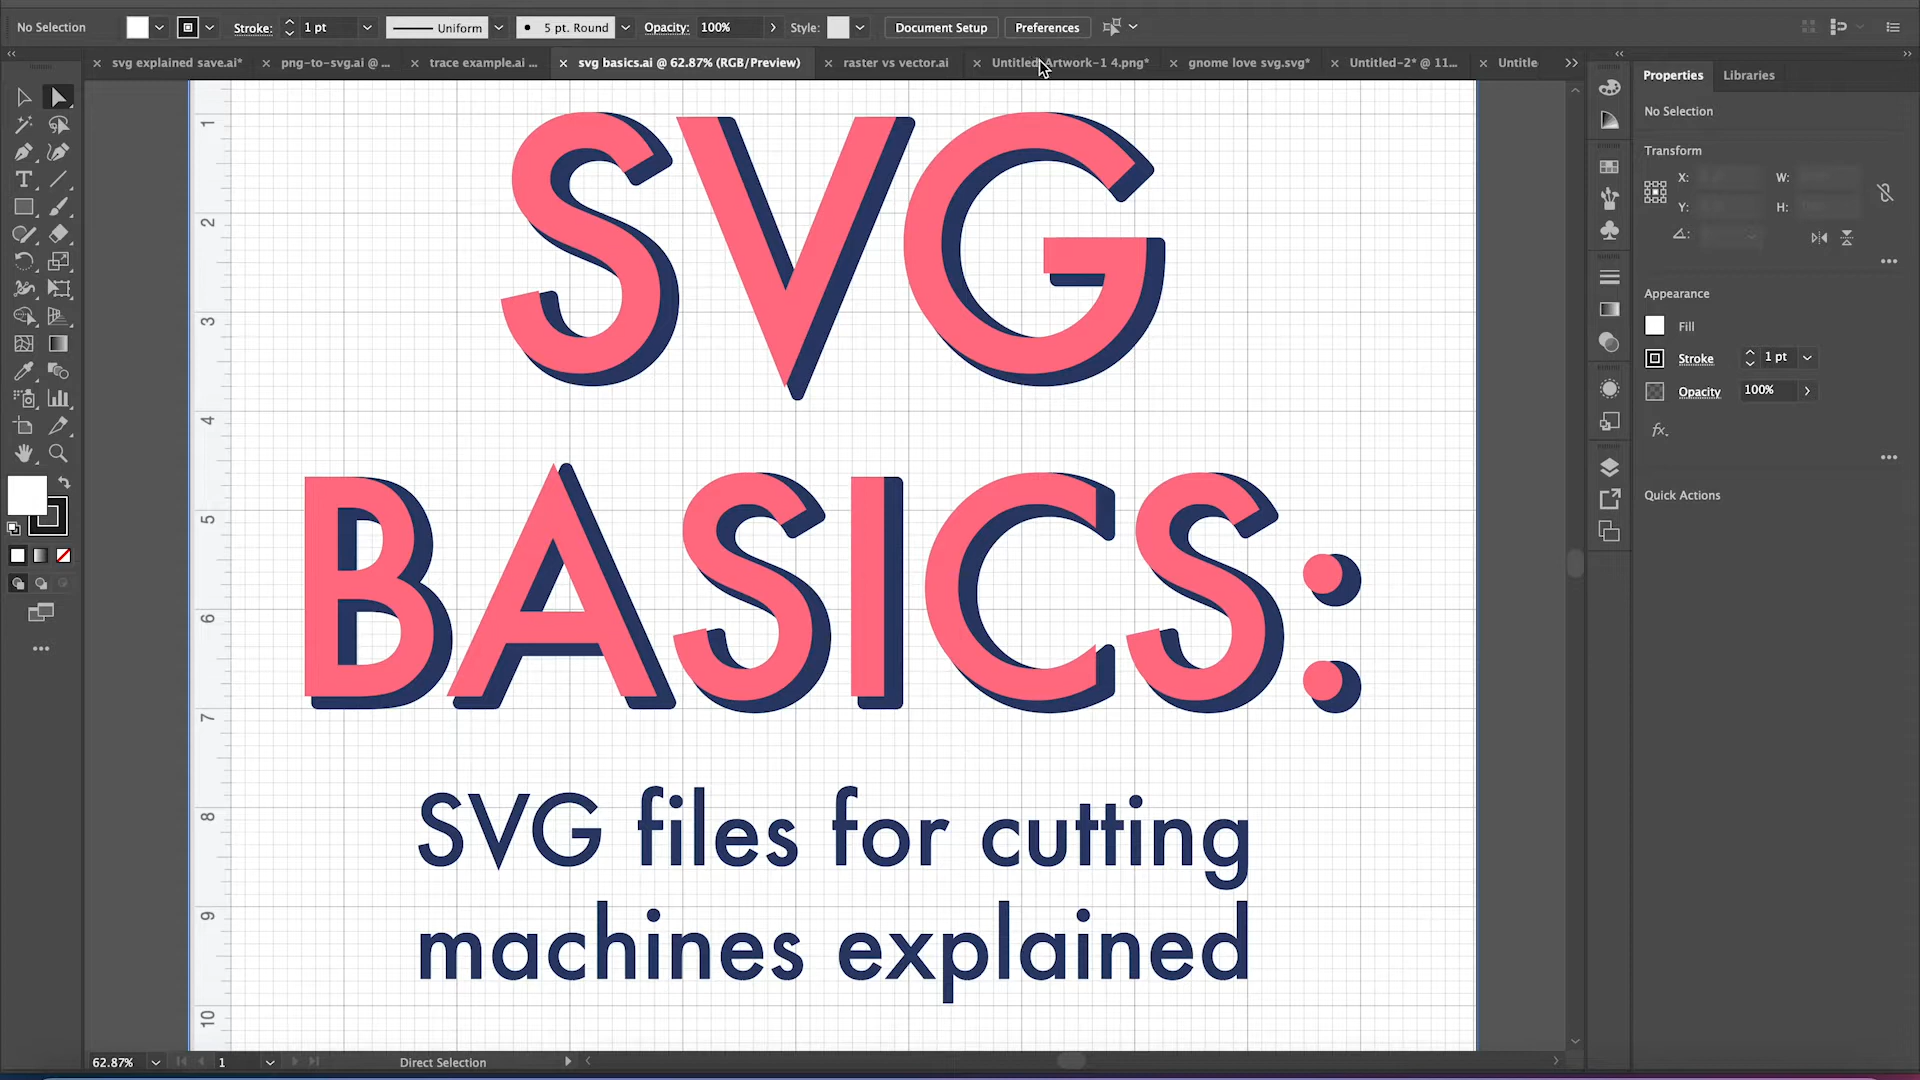 No Selection
Stroke: 1 pt
Uniform
5 pt. Round
Opacity: 100%
Style:
Document Setup
Preferences
svg explained save.ai*
png-to-svg.ai @ ...
trace example.ai ...
svg basics.ai @ 62.87% (RGB/Preview)
raster vs vector.ai
Untitled Artwork-1 4.png*
gnome love svg.svg*
Untitled-2* @ 11...
Untitle
Properties
Libraries
No Selection
Transform
X:
W:
Y:
H:
Appearance
Fill
Stroke
1 pt
Opacity
100%
fx.
Quick Actions
1
2
3
4
5
6
7
8
9
10
SVG
BASICS:
SVG files for cutting
machines explained
62.87%
1
Direct Selection